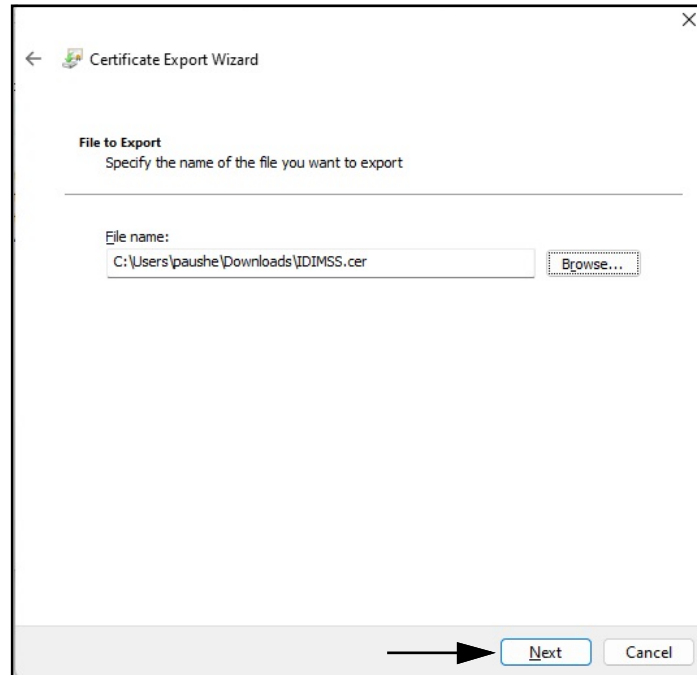 Certificate Export Wizard
File to Export
Specify the name of the file you want to export
File name:
C:\Users\paushe\Downloads\IDIMSS.cer
Browse...
Next
Cancel